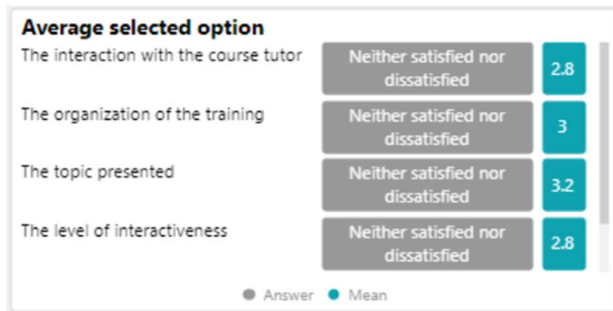 Average selected option
The interaction with the course tutor
Neither satisfied nor
dissatisfied
2.8
The organization of the training
Neither satisfied nor
dissatisfied
3
The topic presented
Neither satisfied nor
dissatisfied
3.2
The level of interactiveness
Neither satisfied nor
dissatisfied
2.8
Answer Mean